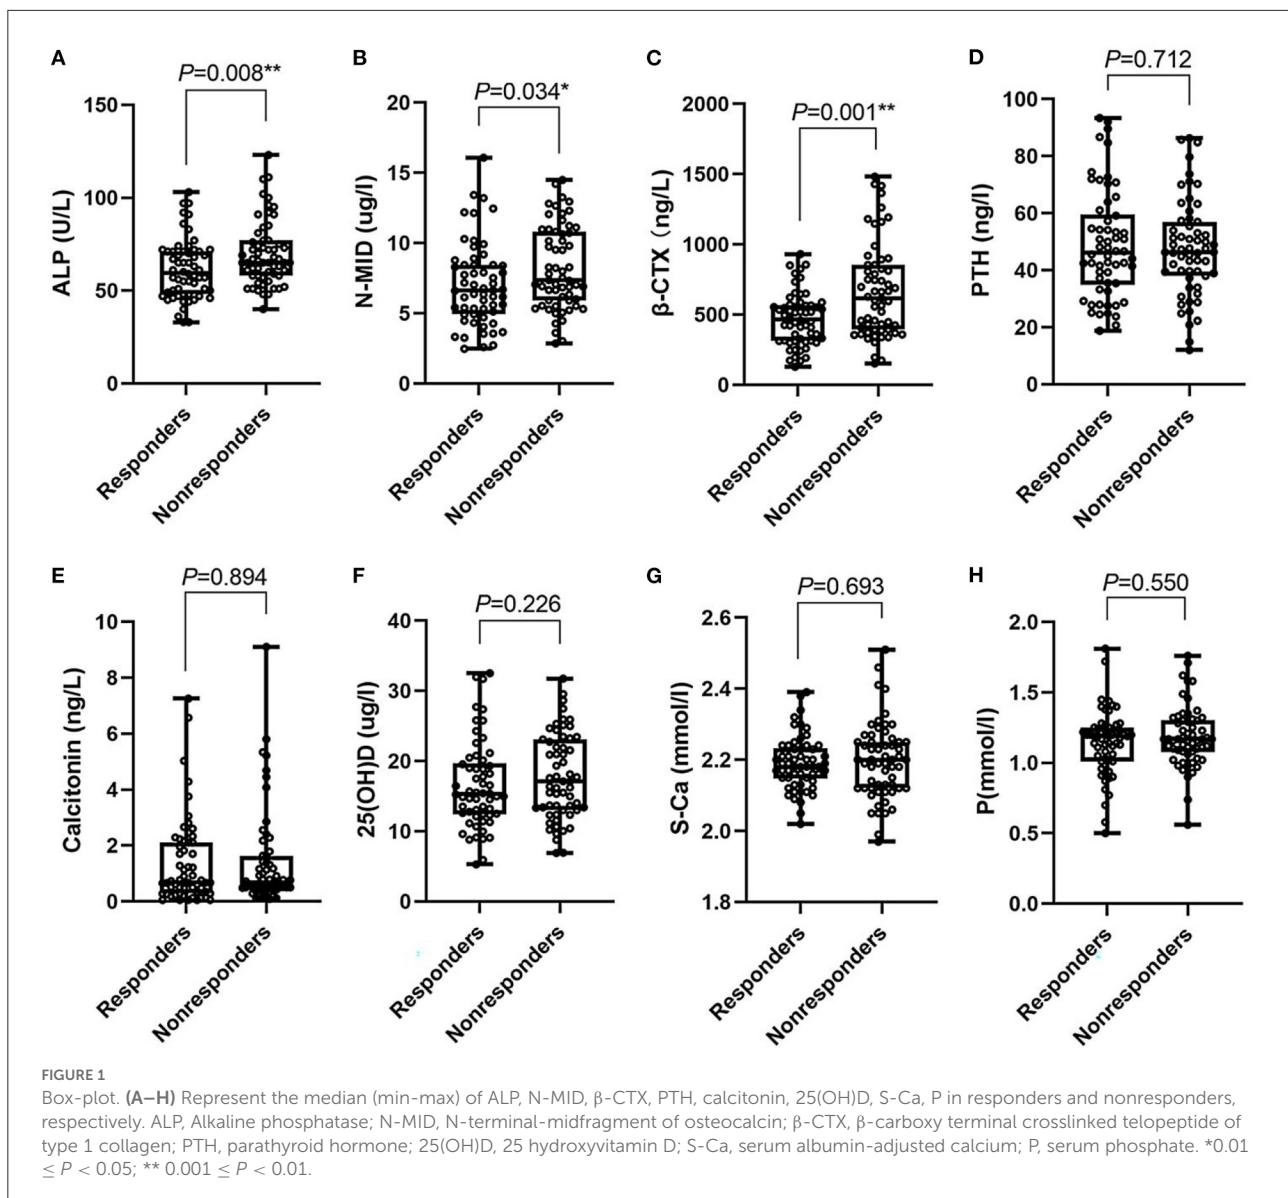 A
P=0.008**
ALP (U/L)
150
100
50
0
Responders
Nonresponders
B
P=0.034*
N-MID (ug/l)
20
15
10
5
0
Responders
Nonresponders
C
P=0.001**
β-CTX (ng/L)
2000
1500
1000
500
0
Responders
Nonresponders
D
P=0.712
PTH (ng/l)
100
80
60
40
20
0
Responders
Nonresponders
E
P=0.894
Calcitonin (ng/L)
10
8
6
4
2
0
Responders
Nonresponders
F
P=0.226
25(OH)D (ug/l)
40
30
20
10
0
Responders
Nonresponders
G
P=0.693
S-Ca (mmol/l)
2.6
2.4
2.2
2.0
1.8
Responders
Nonresponders
H
P=0.550
P(mmol/l)
2.0
1.5
1.0
0.5
0.0
Responders
Nonresponders
FIGURE 1
Box-plot. (A–H) Represent the median (min-max) of ALP, N-MID, β-CTX, PTH, calcitonin, 25(OH)D, S-Ca, P in responders and nonresponders,
respectively. ALP, Alkaline phosphatase; N-MID, N-terminal-midfragment of osteocalcin; β-CTX, β-carboxy terminal crosslinked telopeptide of
type 1 collagen; PTH, parathyroid hormone; 25(OH)D, 25 hydroxyvitamin D; S-Ca, serum albumin-adjusted calcium; P, serum phosphate. *0.01
≤ P < 0.05; ** 0.001 ≤ P < 0.01.